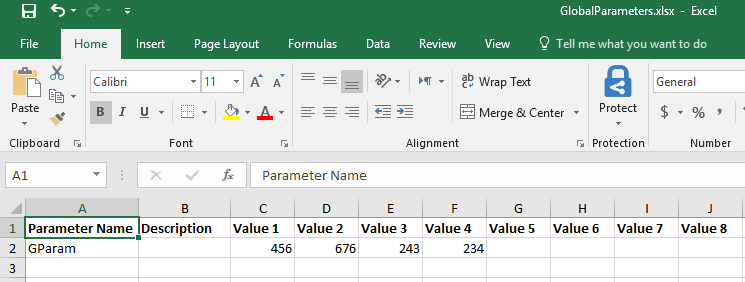 GlobalParameters.xlsx - Excel
File Home Insert Page Layout Formulas Data Review View Tell me what you want to do
Paste
Calibri 11 A A
B I U A
ab c Wrap Text
Merge & Center
Protect
General
$ % ,
Clipboard Font Alignment Protection Number
A1 fx Parameter Name
A B C D E F G H I J
1 Parameter Name Description Value 1 Value 2 Value 3 Value 4 Value 5 Value 6 Value 7 Value 8
2 GParam 456 676 243 234
3